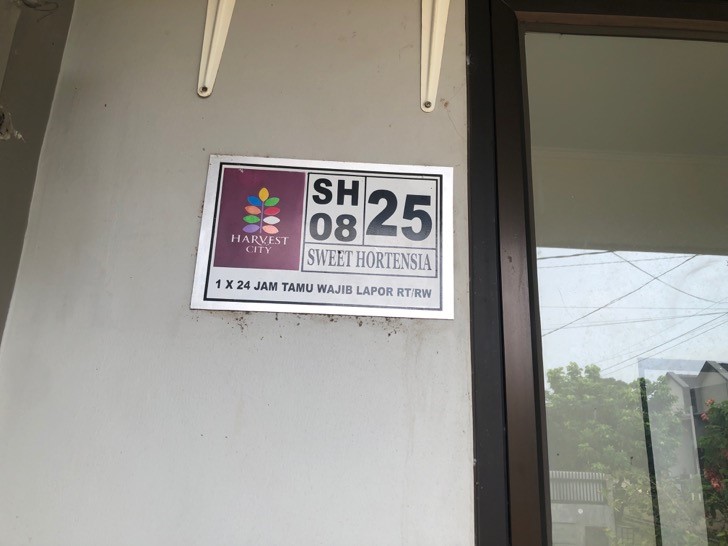 HARVEST
CITY
SH
08
25
SWEET HORTENSIA
1 X 24 JAM TAMU WAJIB LAPOR RT/RW